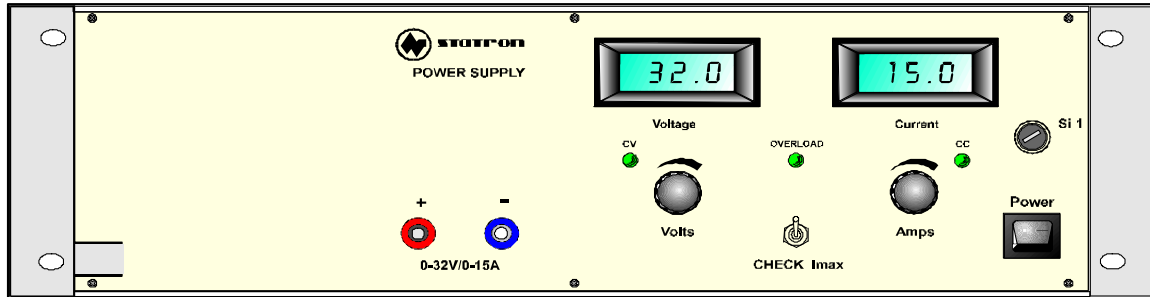 statron
POWER SUPPLY
32.0
15.0
Voltage
Current
Si 1
CV
OVERLOAD
CC
+ -
Volts
CHECK Imax
Amps
Power
0-32V/0-15A